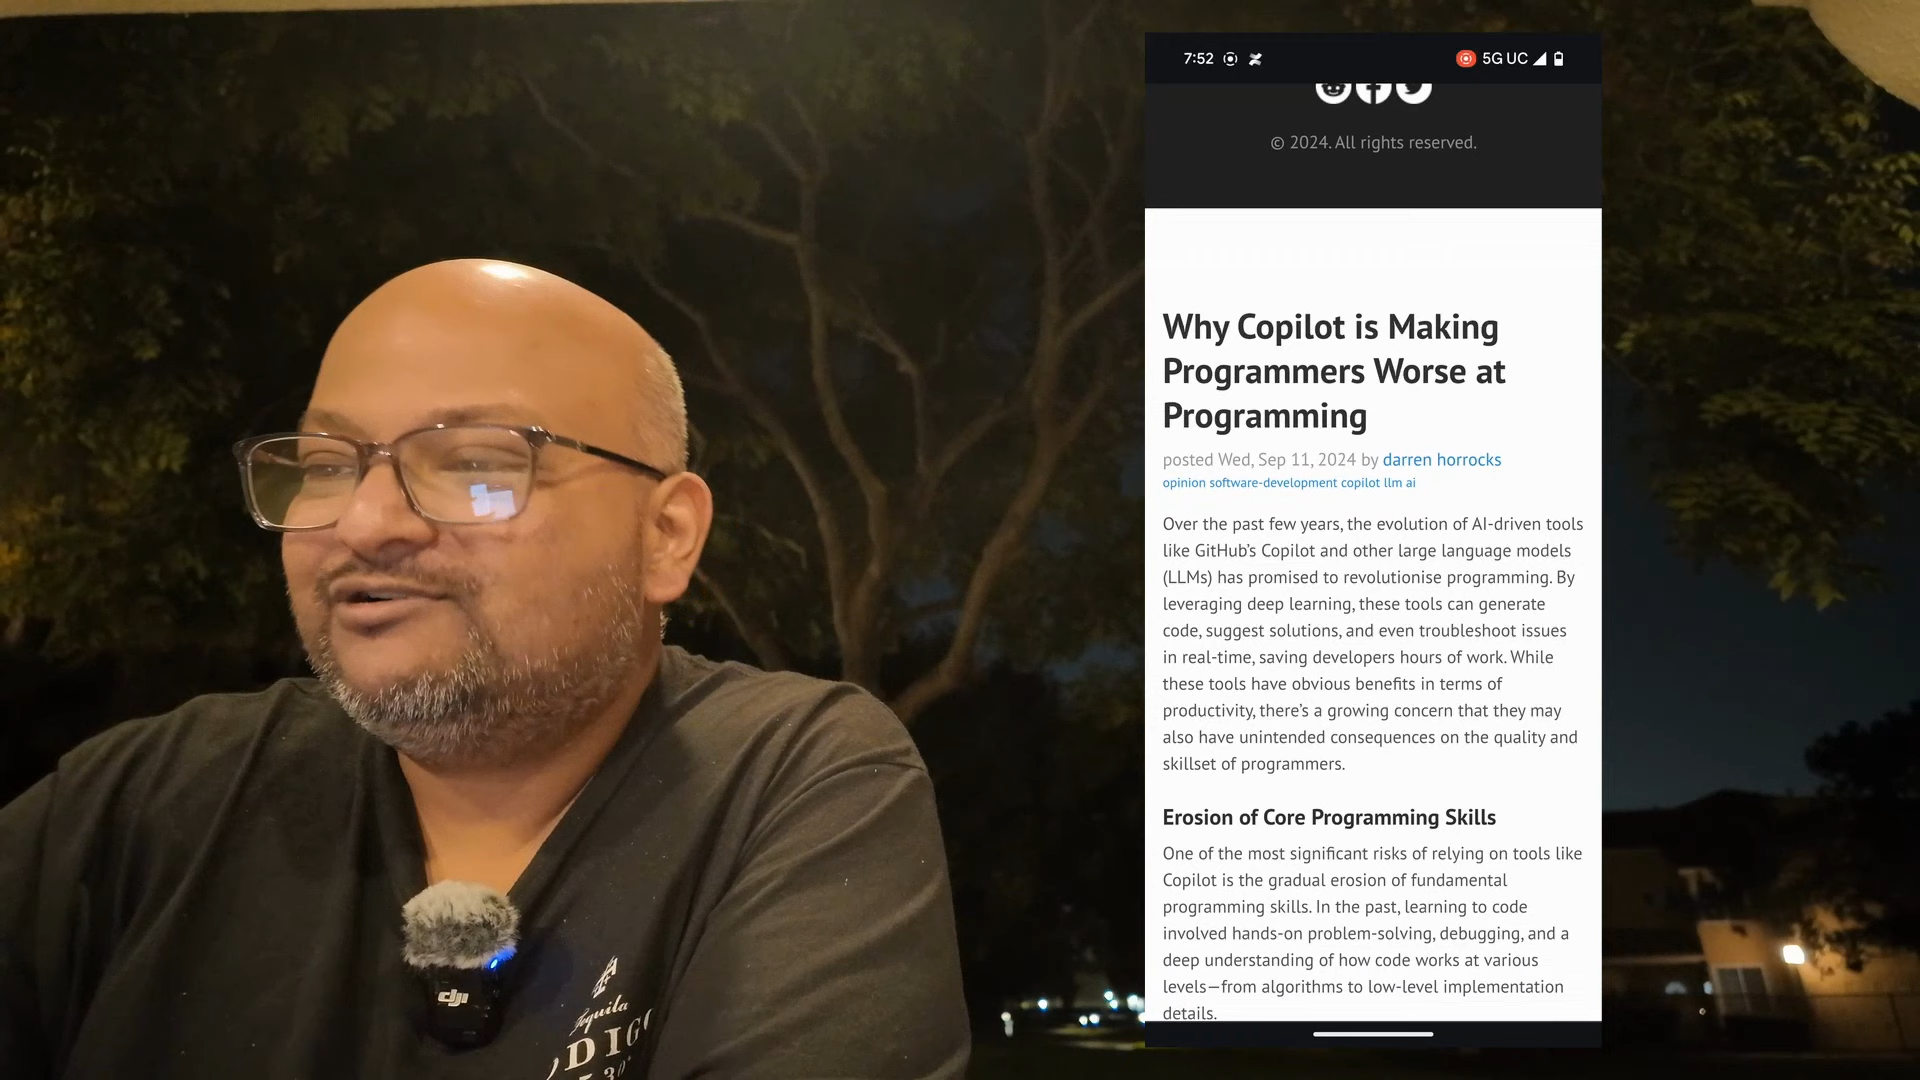 7:52
5G UC
© 2024. All rights reserved.
Why Copilot is Making
Programmers Worse at
Programming
posted Wed, Sep 11, 2024 by darren horrocks
opinion software-development copilot llm ai
Over the past few years, the evolution of AI-driven tools
like GitHub’s Copilot and other large language models
(LLMs) has promised to revolutionise programming. By
leveraging deep learning, these tools can generate
code, suggest solutions, and even troubleshoot issues
in real-time, saving developers hours of work. While
these tools have obvious benefits in terms of
productivity, there’s a growing concern that they may
also have unintended consequences on the quality and
skillset of programmers.
Erosion of Core Programming Skills
One of the most significant risks of relying on tools like
Copilot is the gradual erosion of fundamental
programming skills. In the past, learning to code
involved hands-on problem-solving, debugging, and a
deep understanding of how code works at various
levels—from algorithms to low-level implementation
details.
dji
Tequila